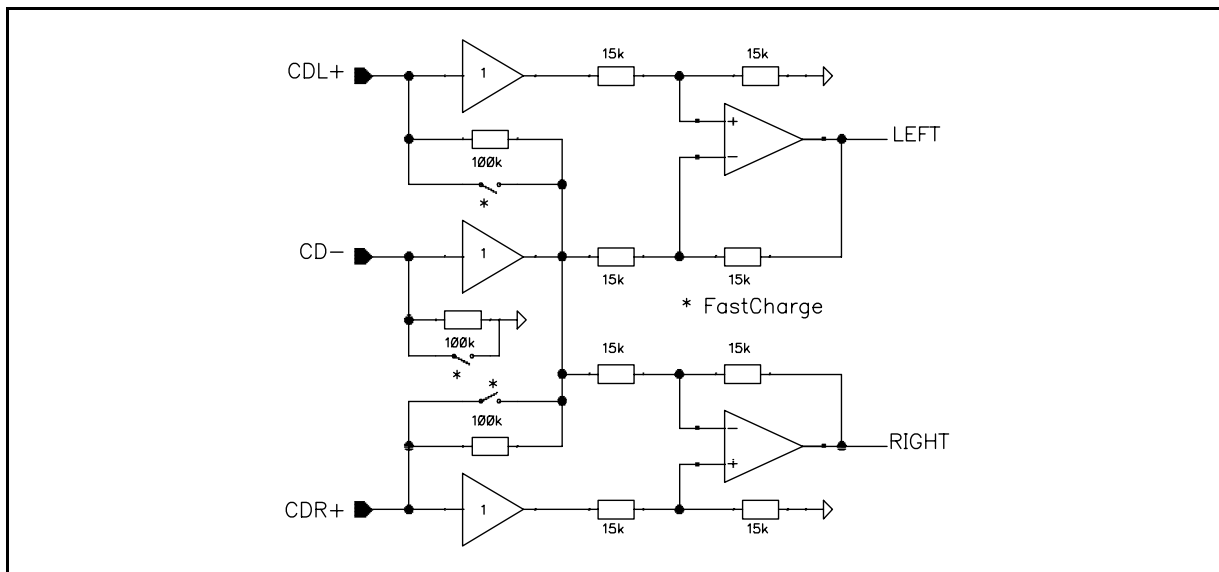 15k 15k
CDL+ 1
+
LEFT
100k
−
*
CD− 1
15k 15k
* FastCharge
100k
15k 15k
*
*
100k
−
RIGHT
+
CDR+ 1
15k 15k